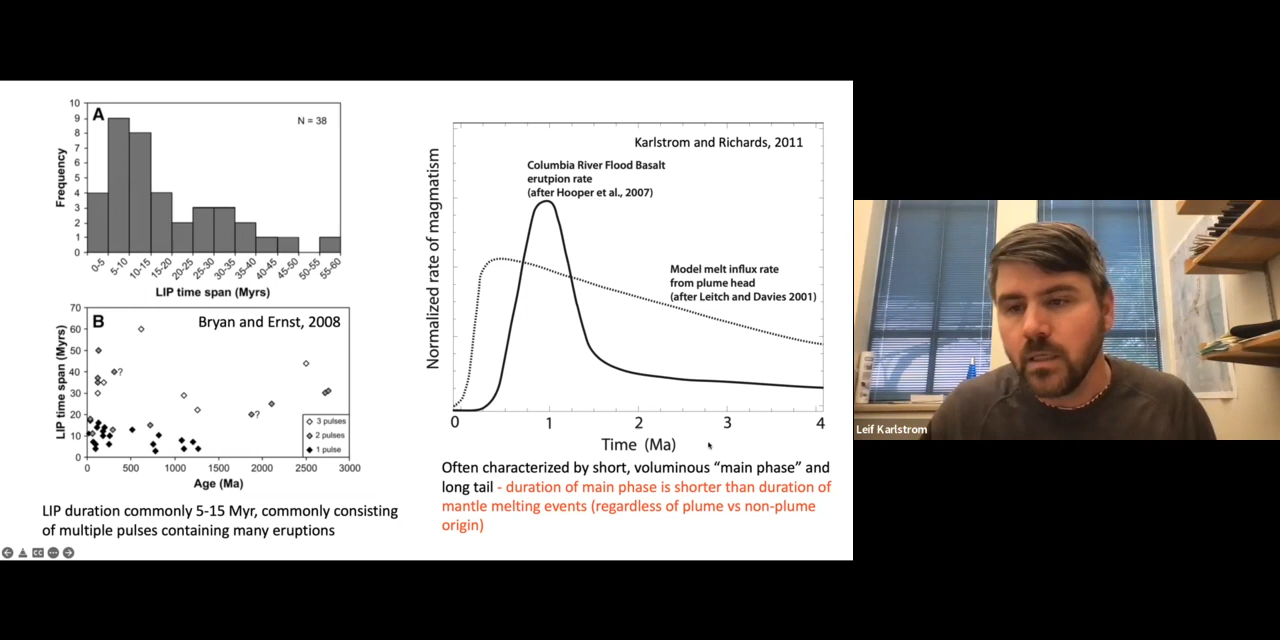 A
N = 38
10
9
8
7
6
5
4
3
2
1
0
Frequency
0-5
5-10
10-15
15-20
20-25
25-30
30-35
35-40
40-45
45-50
50-55
55-60
LIP time span (Myrs)
B
Bryan and Ernst, 2008
70
60
50
40
30
20
10
0
LIP time span (Myrs)
?
?
3 pulses
2 pulses
1 pulse
0
500
1000
1500
2000
2500
3000
Age (Ma)
LIP duration commonly 5-15 Myr, commonly consisting
of multiple pulses containing many eruptions
Karlstrom and Richards, 2011
Columbia River Flood Basalt
erutpion rate
(after Hooper et al., 2007)
Model melt influx rate
from plume head
(after Leitch and Davies 2001)
Normalized rate of magmatism
0
1
2
3
4
Time (Ma)
Often characterized by short, voluminous “main phase” and
long tail - duration of main phase is shorter than duration of
mantle melting events (regardless of plume vs non-plume
origin)
CC
Leif Karlstrom